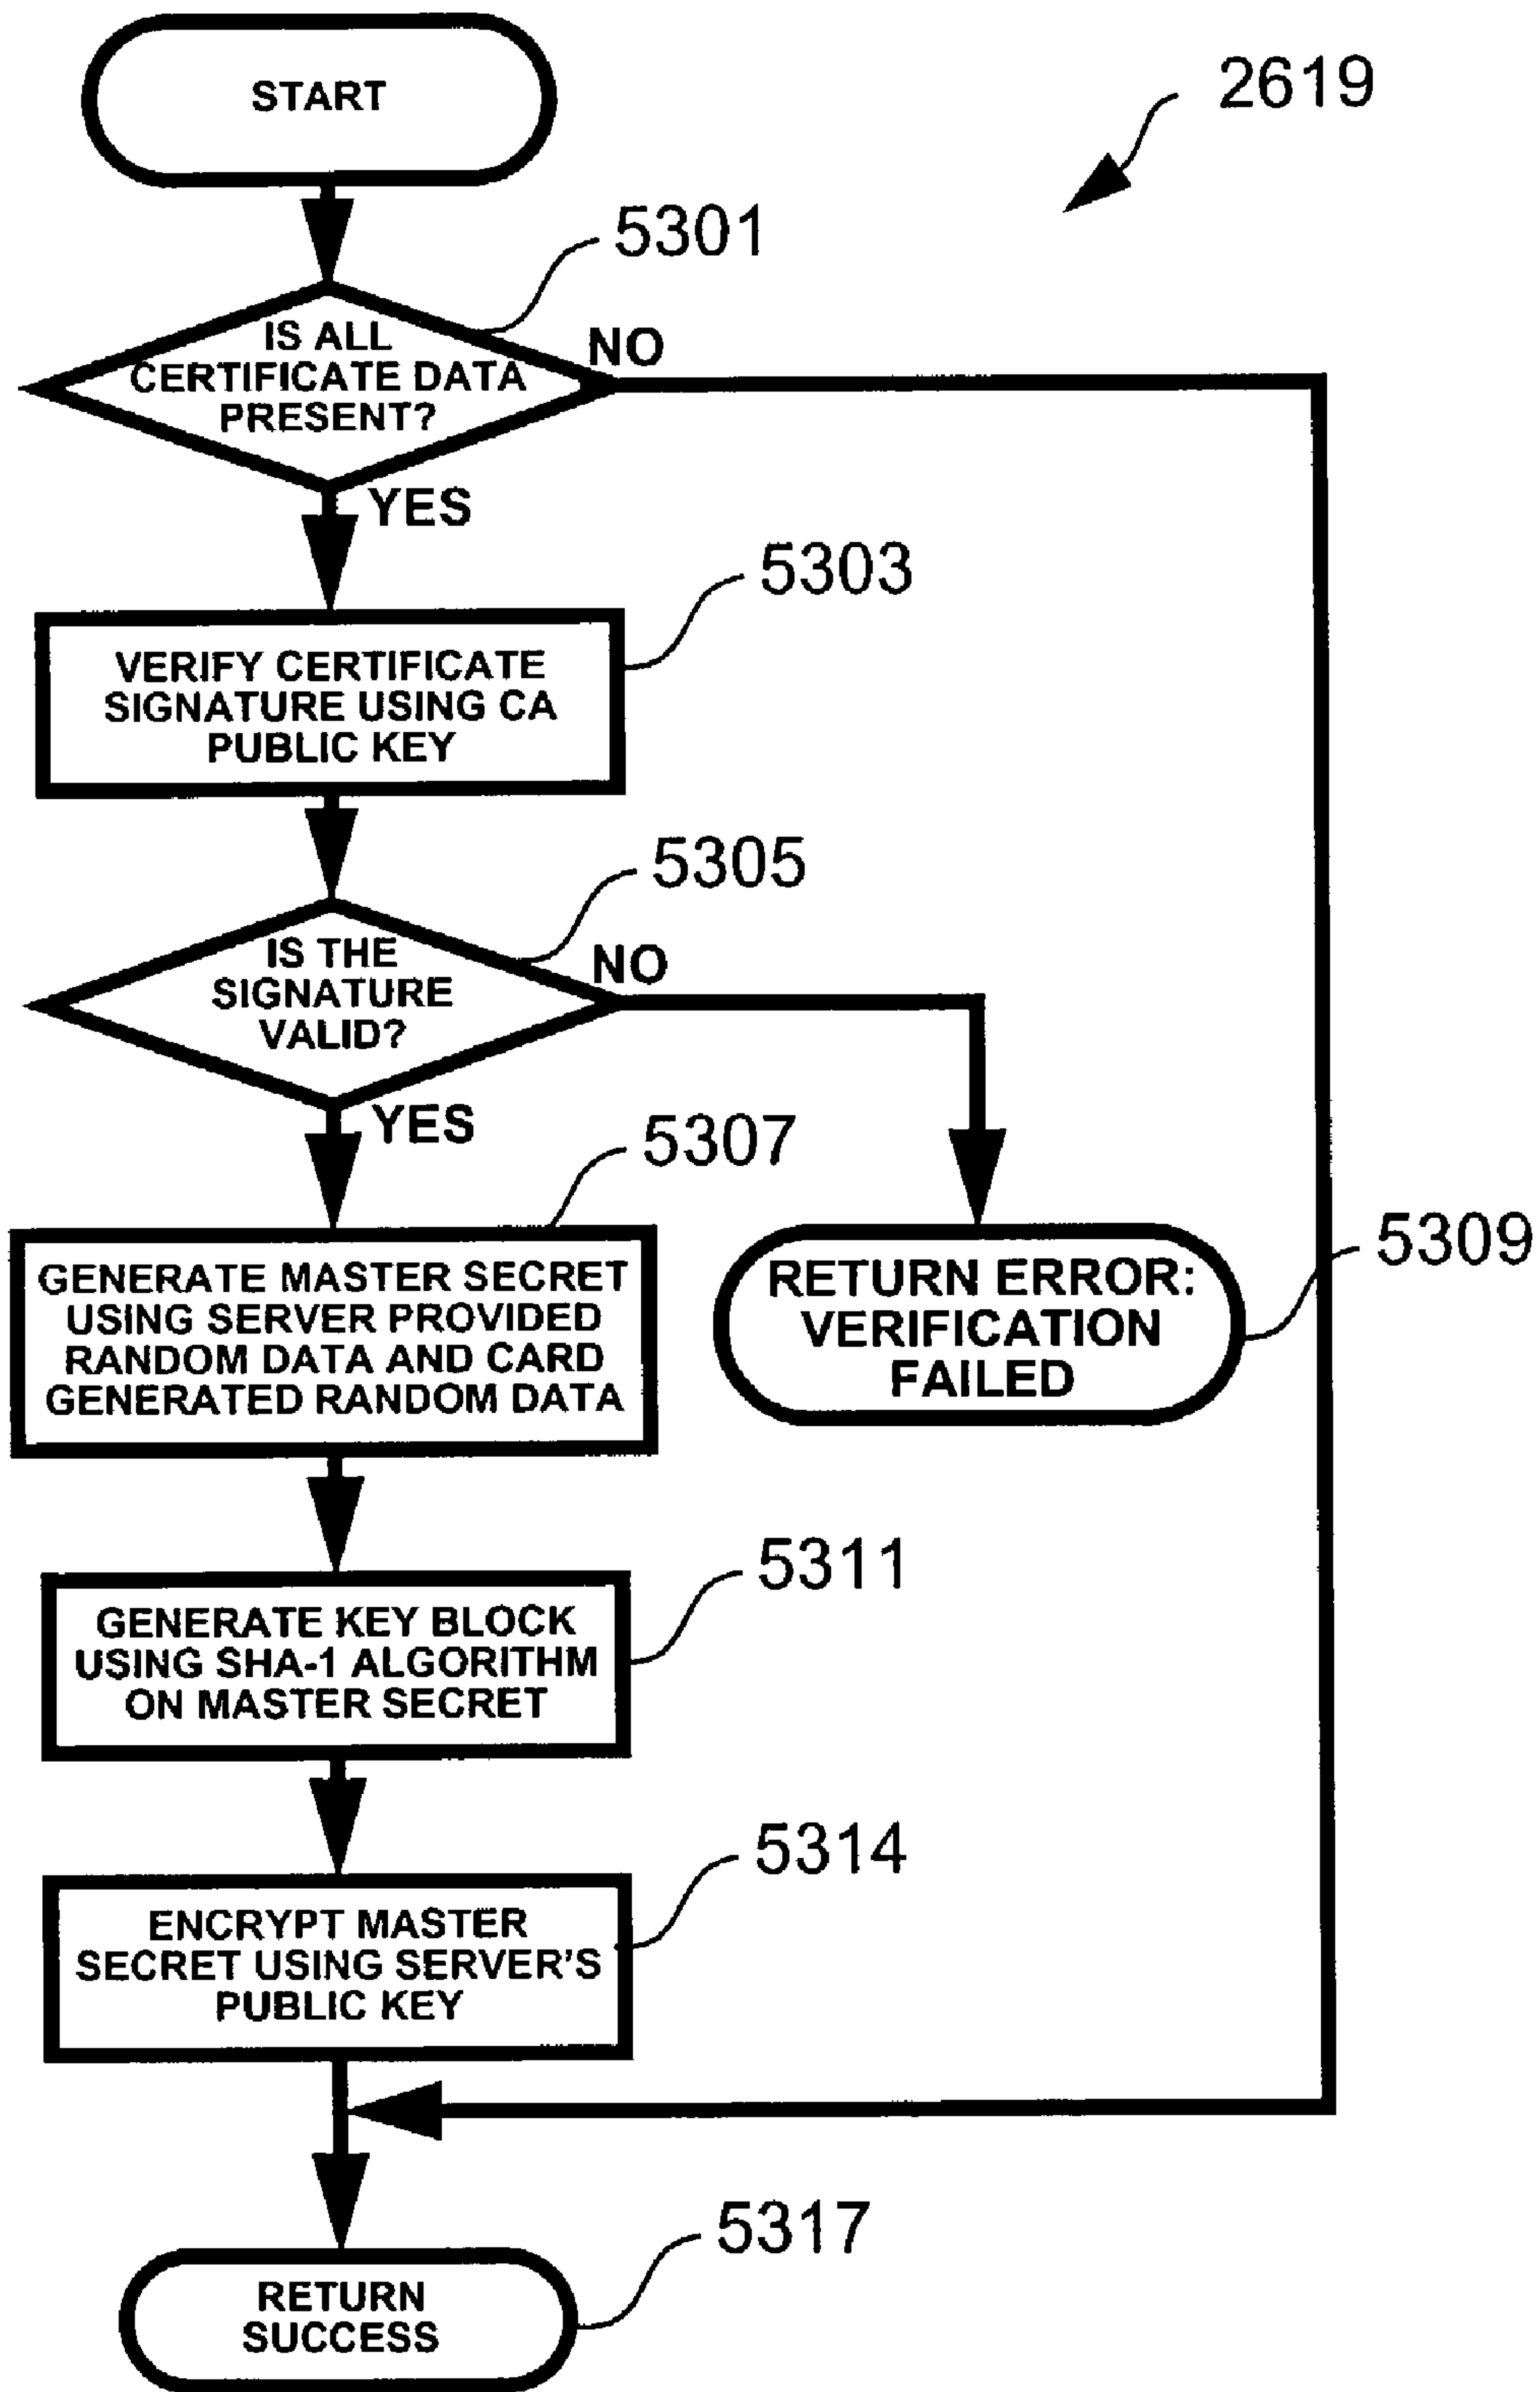 START
2619
5301
IS ALL
CERTIFICATE DATA
PRESENT?
NO
YES
5303
VERIFY CERTIFICATE
SIGNATURE USING CA
PUBLIC KEY
5305
IS THE
SIGNATURE
VALID?
NO
YES
5307
GENERATE MASTER SECRET
USING SERVER PROVIDED
RANDOM DATA AND CARD
GENERATED RANDOM DATA
RETURN ERROR:
VERIFICATION
FAILED
5309
5311
GENERATE KEY BLOCK
USING SHA-1 ALGORITHM
ON MASTER SECRET
5314
ENCRYPT MASTER
SECRET USING SERVER'S
PUBLIC KEY
5317
RETURN
SUCCESS